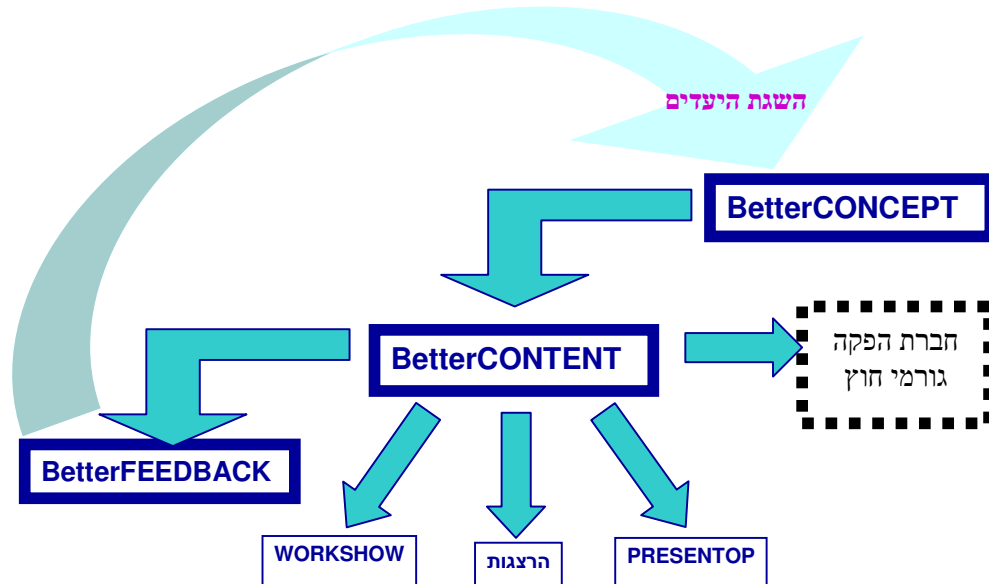 השגת היעדים
BetterCONCEPT
BetterCONTENT
חברת הפקה
גורמי חוץ
BetterFEEDBACK
WORKSHOW
הרצגות
PRESENTOP